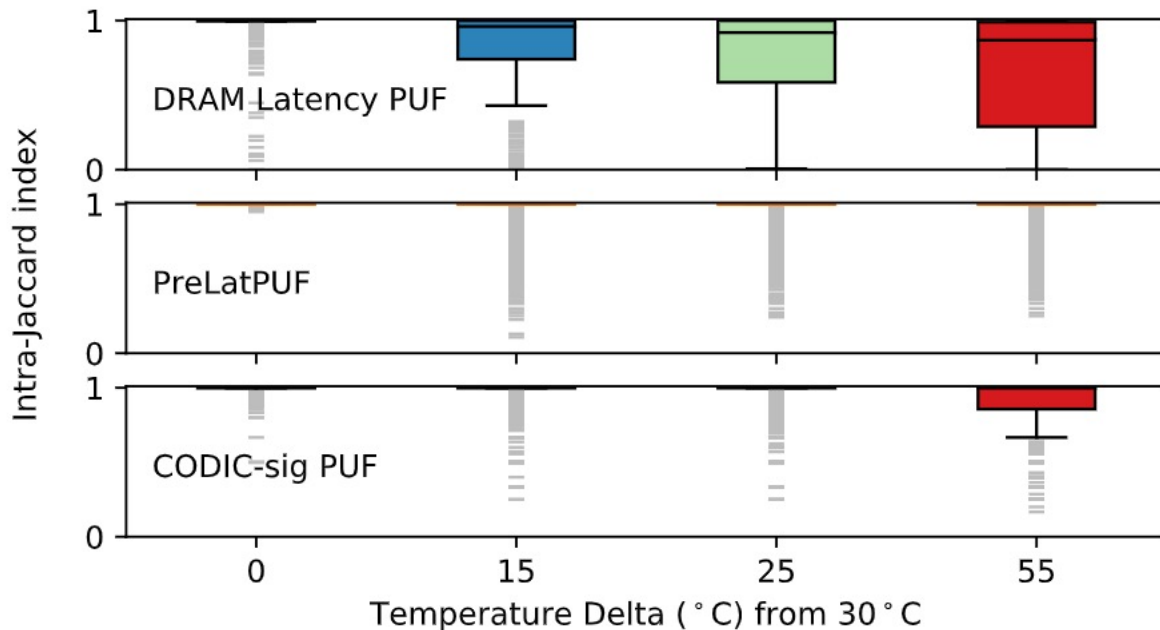 Intra-Jaccard index
1
DRAM Latency PUF
0
1
PreLatPUF
0
1
CODIC-sig PUF
0
0 15 25 55
Temperature Delta (°C) from 30°C